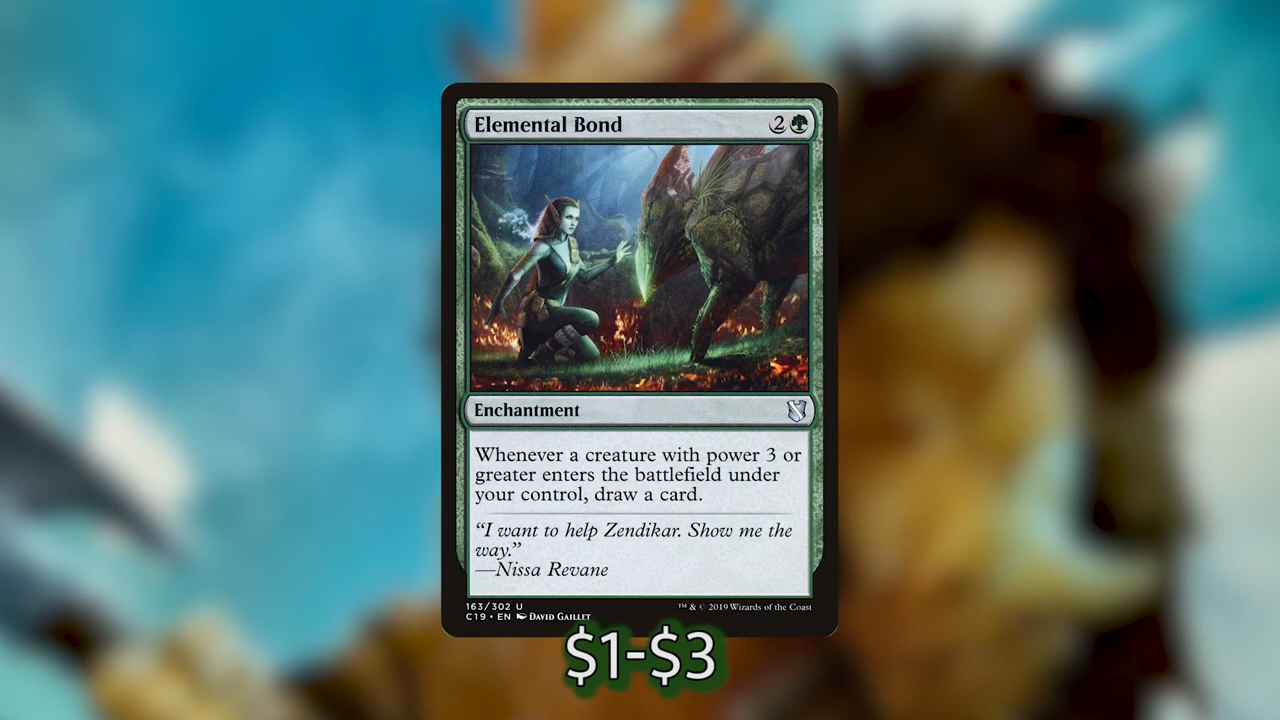 Elemental Bond 2
Enchantment
Whenever a creature with power 3 or
greater enters the battlefield under
your control, draw a card.
“I want to help Zendikar. Show me the
way.”
—Nissa Revane
163/302 U ™ & © 2019 Wizards of the Coast
C19 • EN DAVID GAILLET
$1-$3